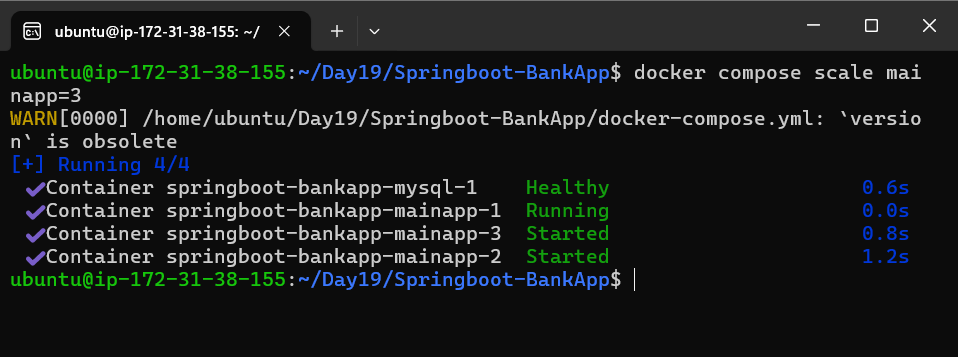 ubuntu@ip-172-31-38-155: ~/
ubuntu@ip-172-31-38-155:~/Day19/Springboot-BankApp$ docker compose scale mai
napp=3
WARN[0000] /home/ubuntu/Day19/Springboot-BankApp/docker-compose.yml: `versio
n` is obsolete
[+] Running 4/4
✔Container springboot-bankapp-mysql-1 Healthy 0.6s
✔Container springboot-bankapp-mainapp-1 Running 0.0s
✔Container springboot-bankapp-mainapp-3 Started 0.8s
✔Container springboot-bankapp-mainapp-2 Started 1.2s
ubuntu@ip-172-31-38-155:~/Day19/Springboot-BankApp$